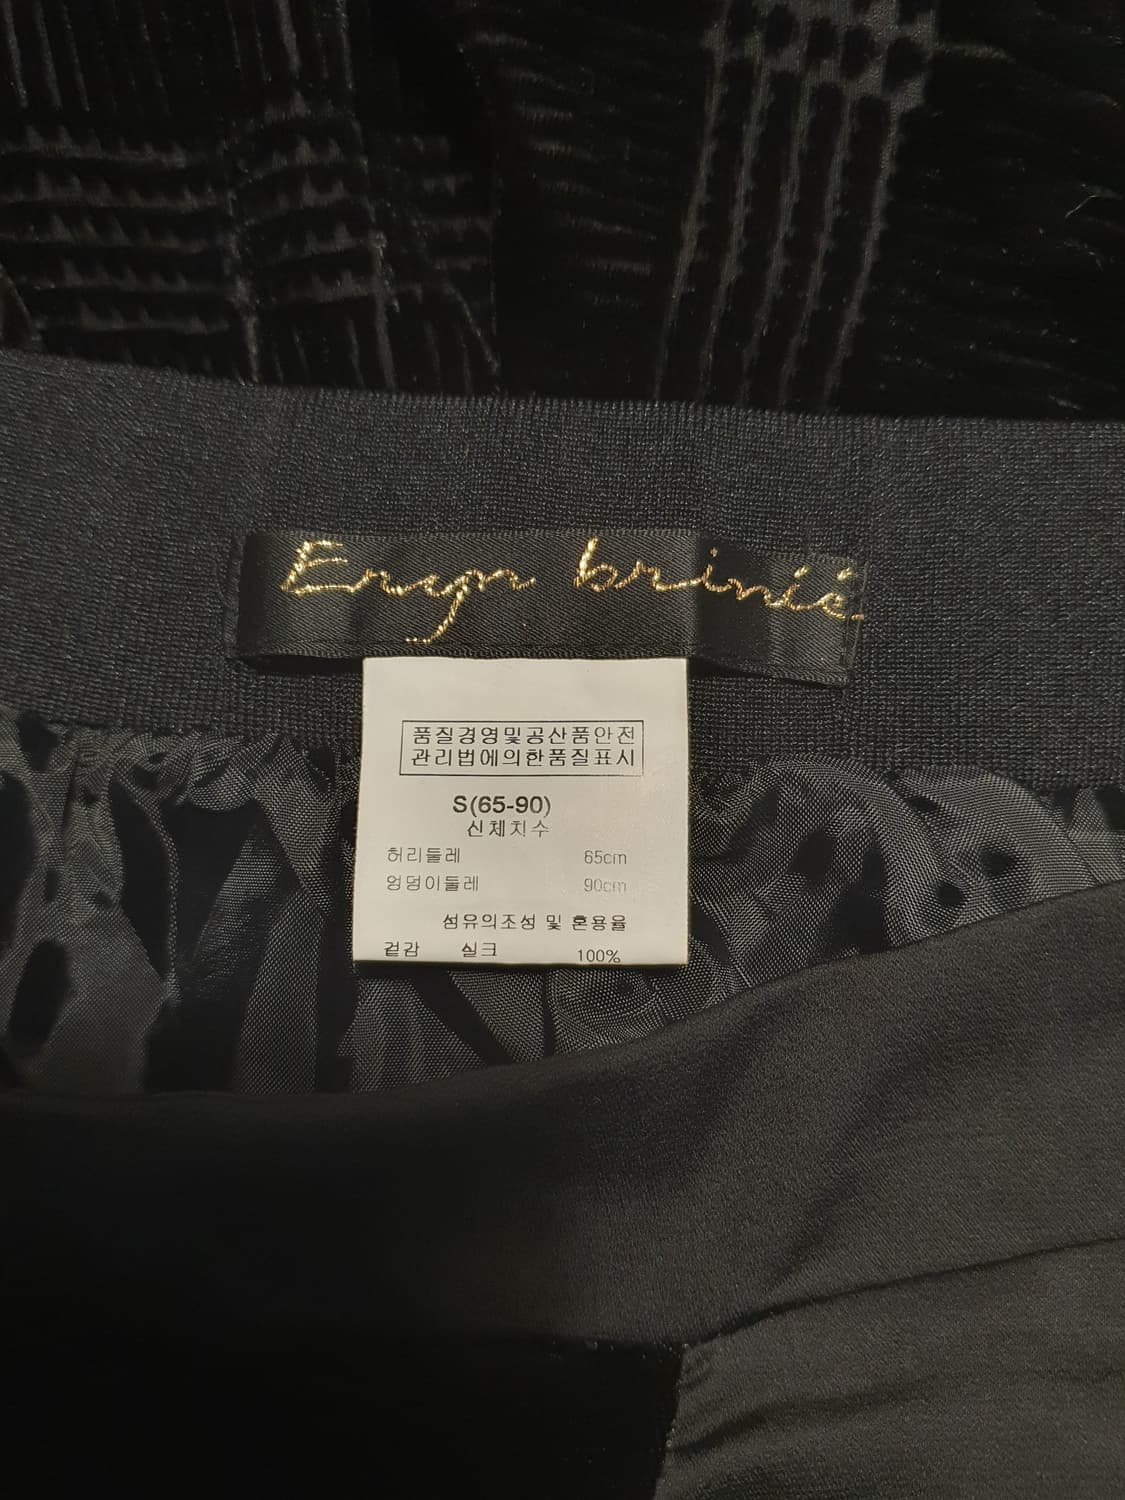 Eryn brinié
품질경영및공산품안전
관리법에의한품질표시
S(65-90)
신체치수
허리둘레 65cm
엉덩이둘레 90cm
섬유의조성 및 혼용율
겉감 실크 100%